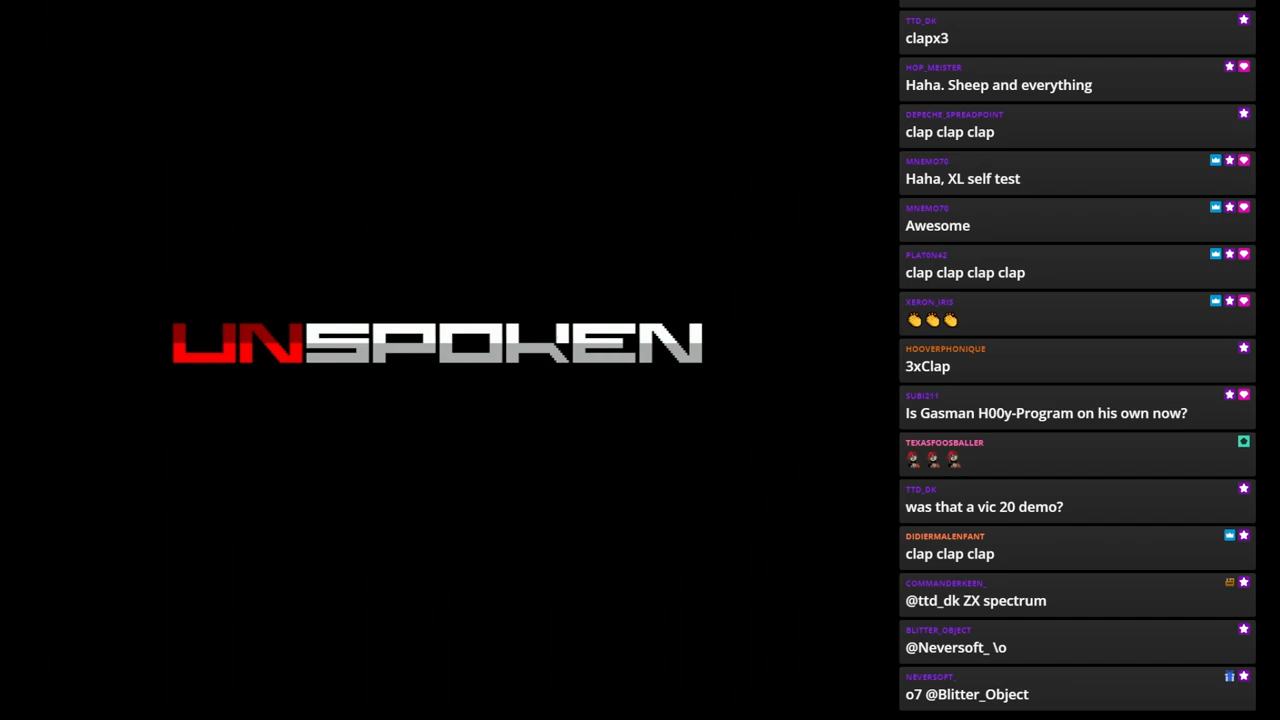 UNSPOKEN
TTD_DK
clapx3
HOP_MEISTER
Haha. Sheep and everything
DEPECHE_SPREADPOINT
clap clap clap
MNEMO70
Haha, XL self test
MNEMO70
Awesome
PLAT0N42
clap clap clap clap
XERON_IRIS
HOOVERPHONIQUE
3xClap
SUBI211
Is Gasman H00y-Program on his own now?
TEXASFOOSBALLER
TTD_DK
was that a vic 20 demo?
DIDIERMALENFANT
clap clap clap
COMMANDERKEEN_
@ttd_dk ZX spectrum
BLITTER_OBJECT
@Neversoft_ \o
NEVERSOFT_
o7 @Blitter_Object